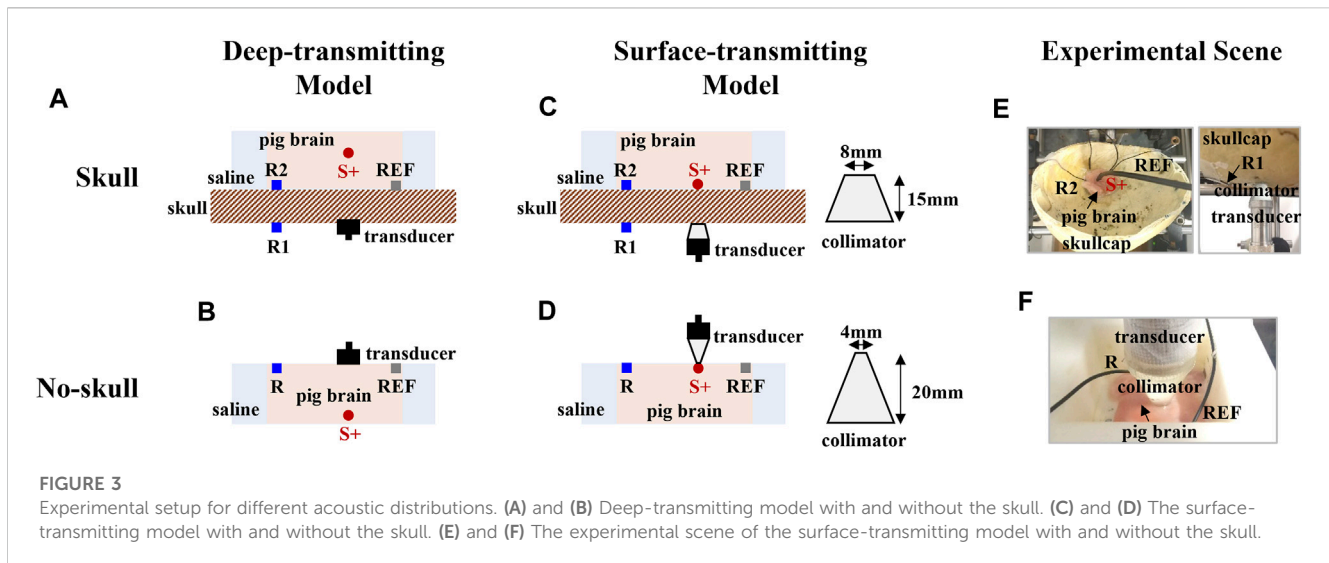 Deep-transmitting
Model
Surface-transmitting
Model
Experimental Scene
Skull
No-skull
A
pig brain
saline
R2
S+
REF
skull
R1
transducer
B
transducer
R
REF
pig brain
saline
S+
C
pig brain
saline
R2
S+
REF
skull
R1
transducer
8mm
15mm
collimator
D
transducer
R
S+
REF
saline
pig brain
4mm
20mm
collimator
E
REF
R2
S+
pig brain
skullcap
skullcap
R1
collimator
transducer
F
transducer
R
collimator
REF
pig brain
FIGURE 3
Experimental setup for different acoustic distributions. (A) and (B) Deep-transmitting model with and without the skull. (C) and (D) The surface-
transmitting model with and without the skull. (E) and (F) The experimental scene of the surface-transmitting model with and without the skull.